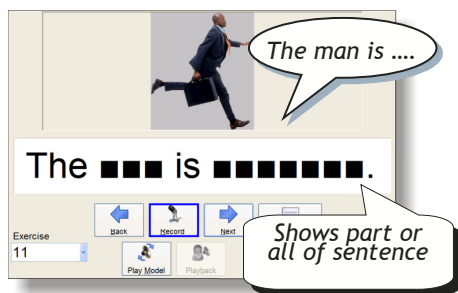 The man is ....
The ■■■ is ■■■■■■■.
Back
Record
Next
Exercise
11
Play Model
Playback
Shows part or
all of sentence